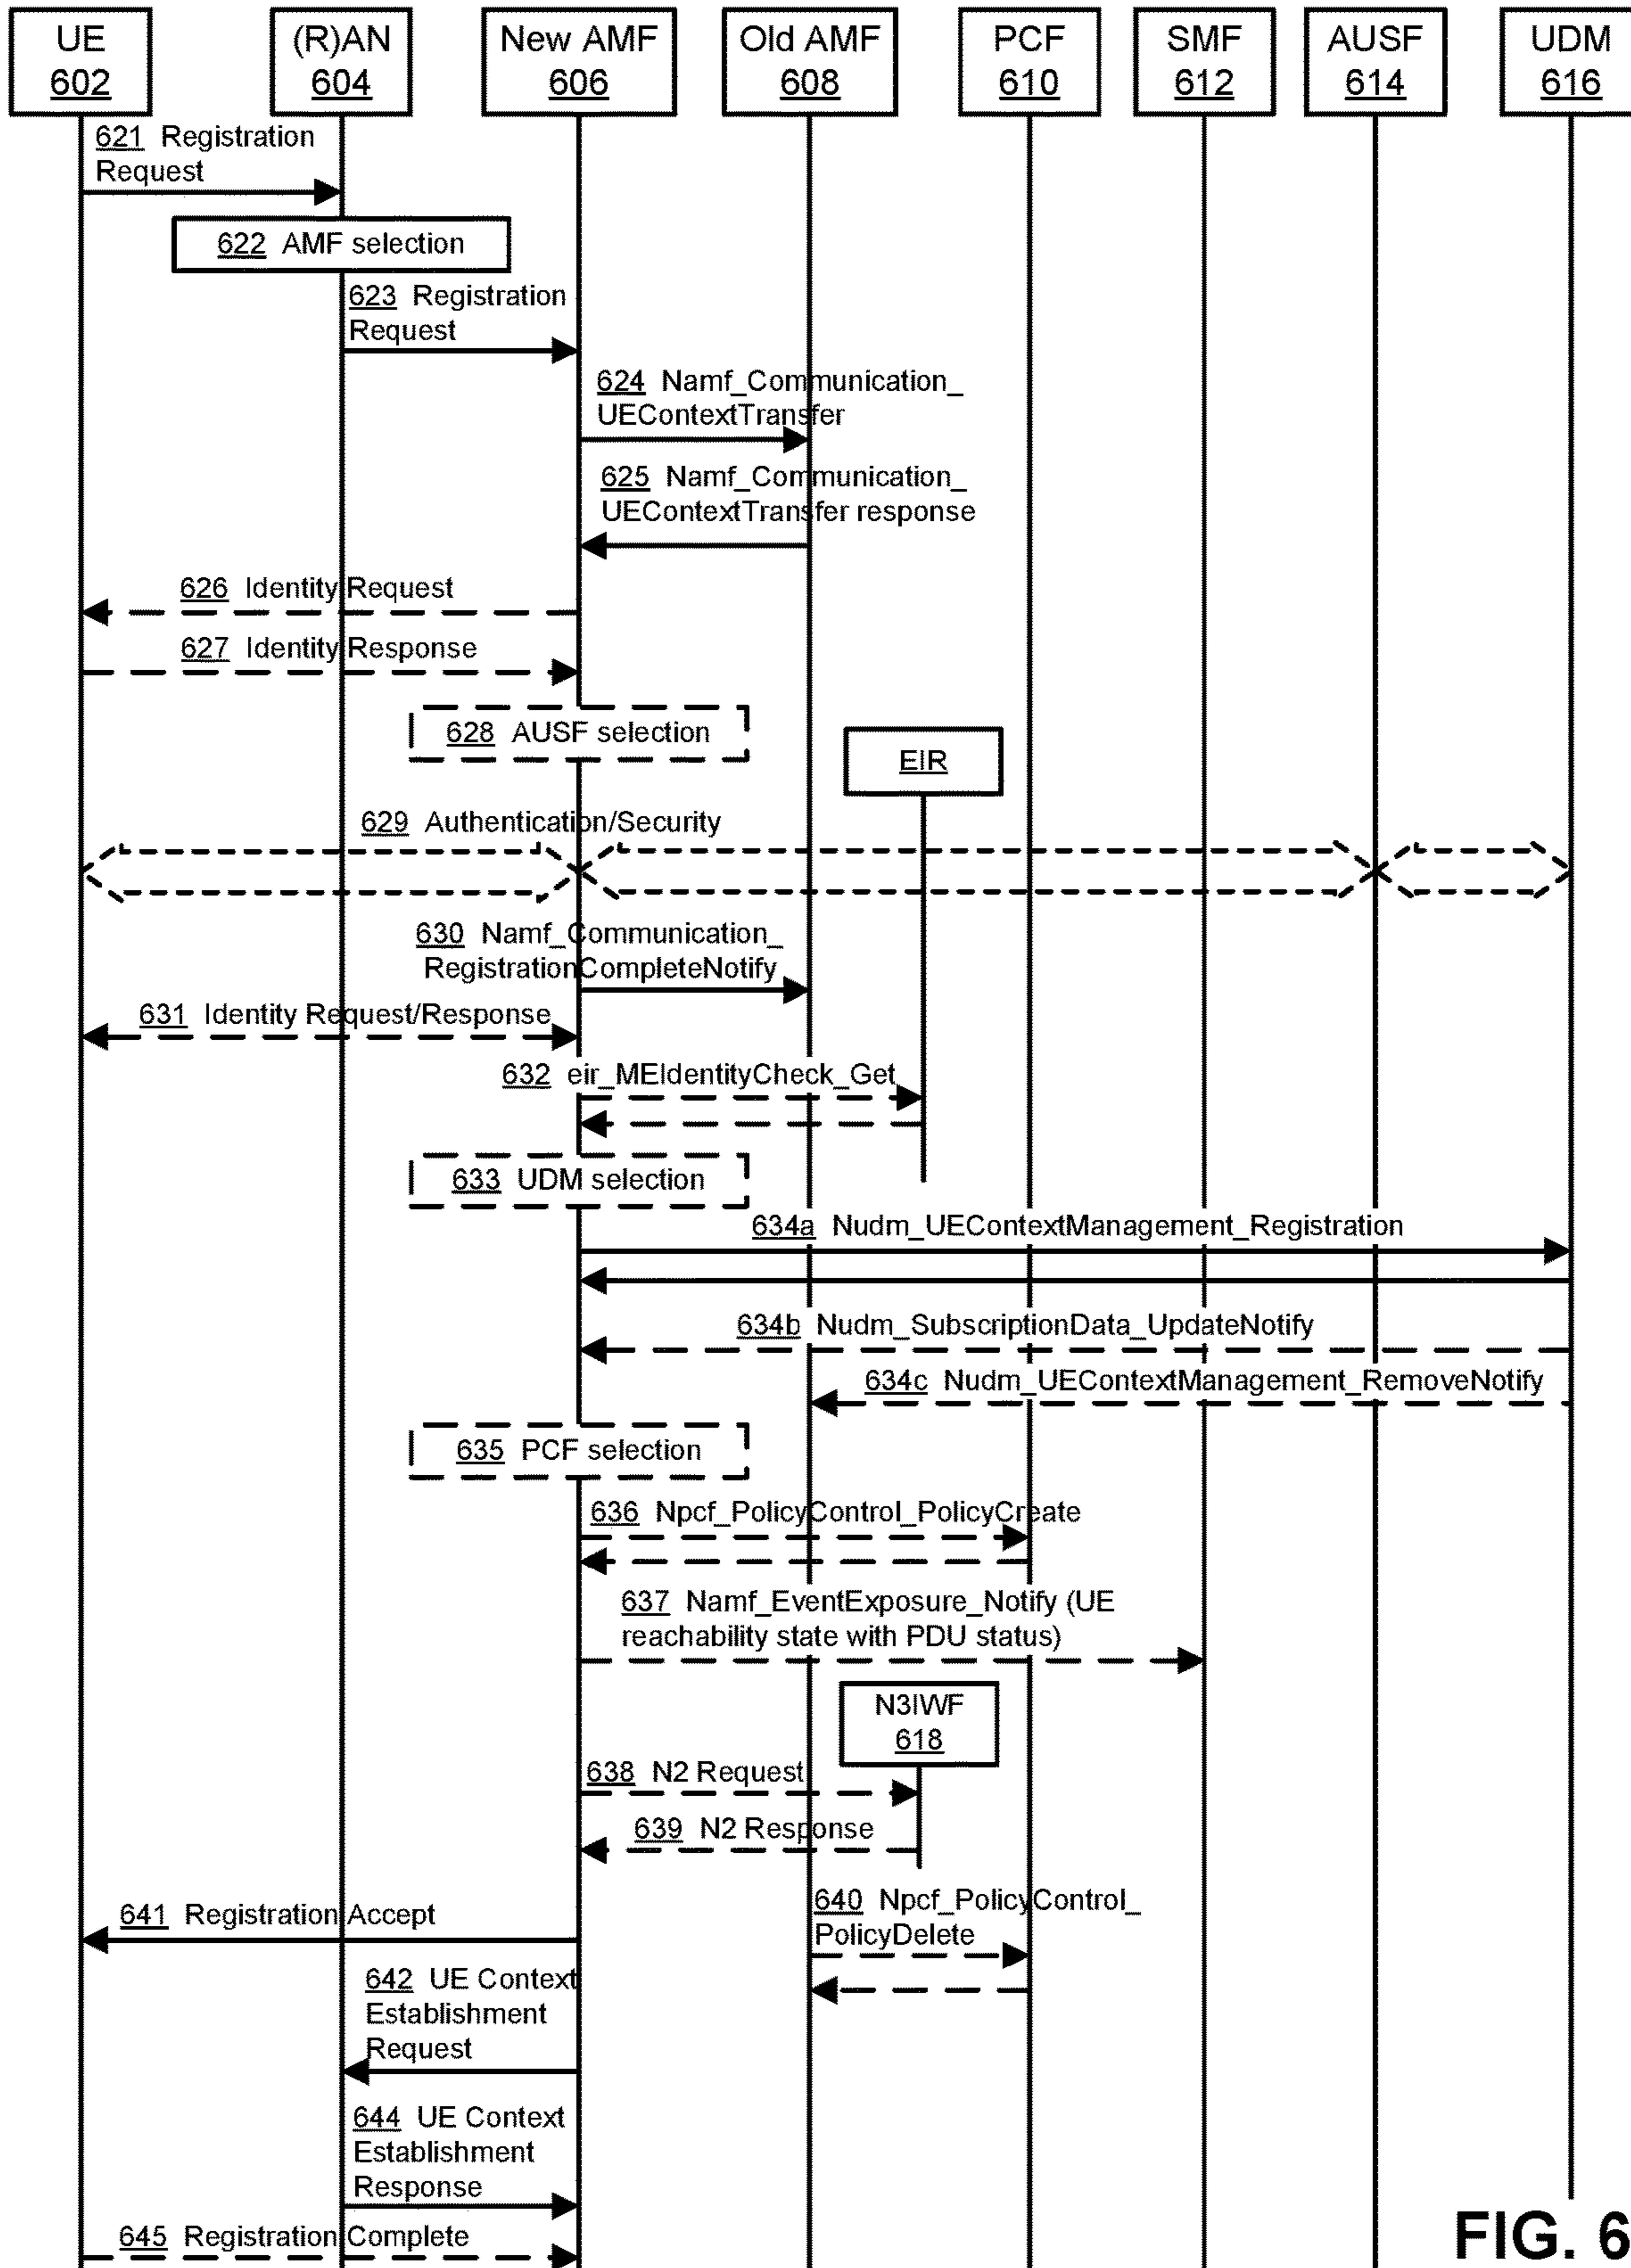 UE
602
(R)AN
604
New AMF
606
Old AMF
608
PCF
610
SMF
612
AUSF
614
UDM
616
621 Registration
Request
622 AMF selection
623 Registration
Request
624 Namf_Communication_
UEContextTransfer
625 Namf_Communication_
UEContextTransfer response
626 Identity Request
627 Identity Response
628 AUSF selection
EIR
629 Authentication/Security
630 Namf_Communication_
RegistrationCompleteNotify
631 Identity Request/Response
632 eir_MEIdentityCheck_Get
633 UDM selection
634a Nudm_UEContextManagement_Registration
634b Nudm_SubscriptionData_UpdateNotify
634c Nudm_UEContextManagement_RemoveNotify
635 PCF selection
636 Npcf_PolicyControl_PolicyCreate
637 Namf_EventExposure_Notify (UE
reachability state with PDU status)
N3IWF
618
638 N2 Request
639 N2 Response
640 Npcf_PolicyControl_
PolicyDelete
641 Registration Accept
642 UE Context
Establishment
Request
644 UE Context
Establishment
Response
645 Registration Complete
FIG. 6